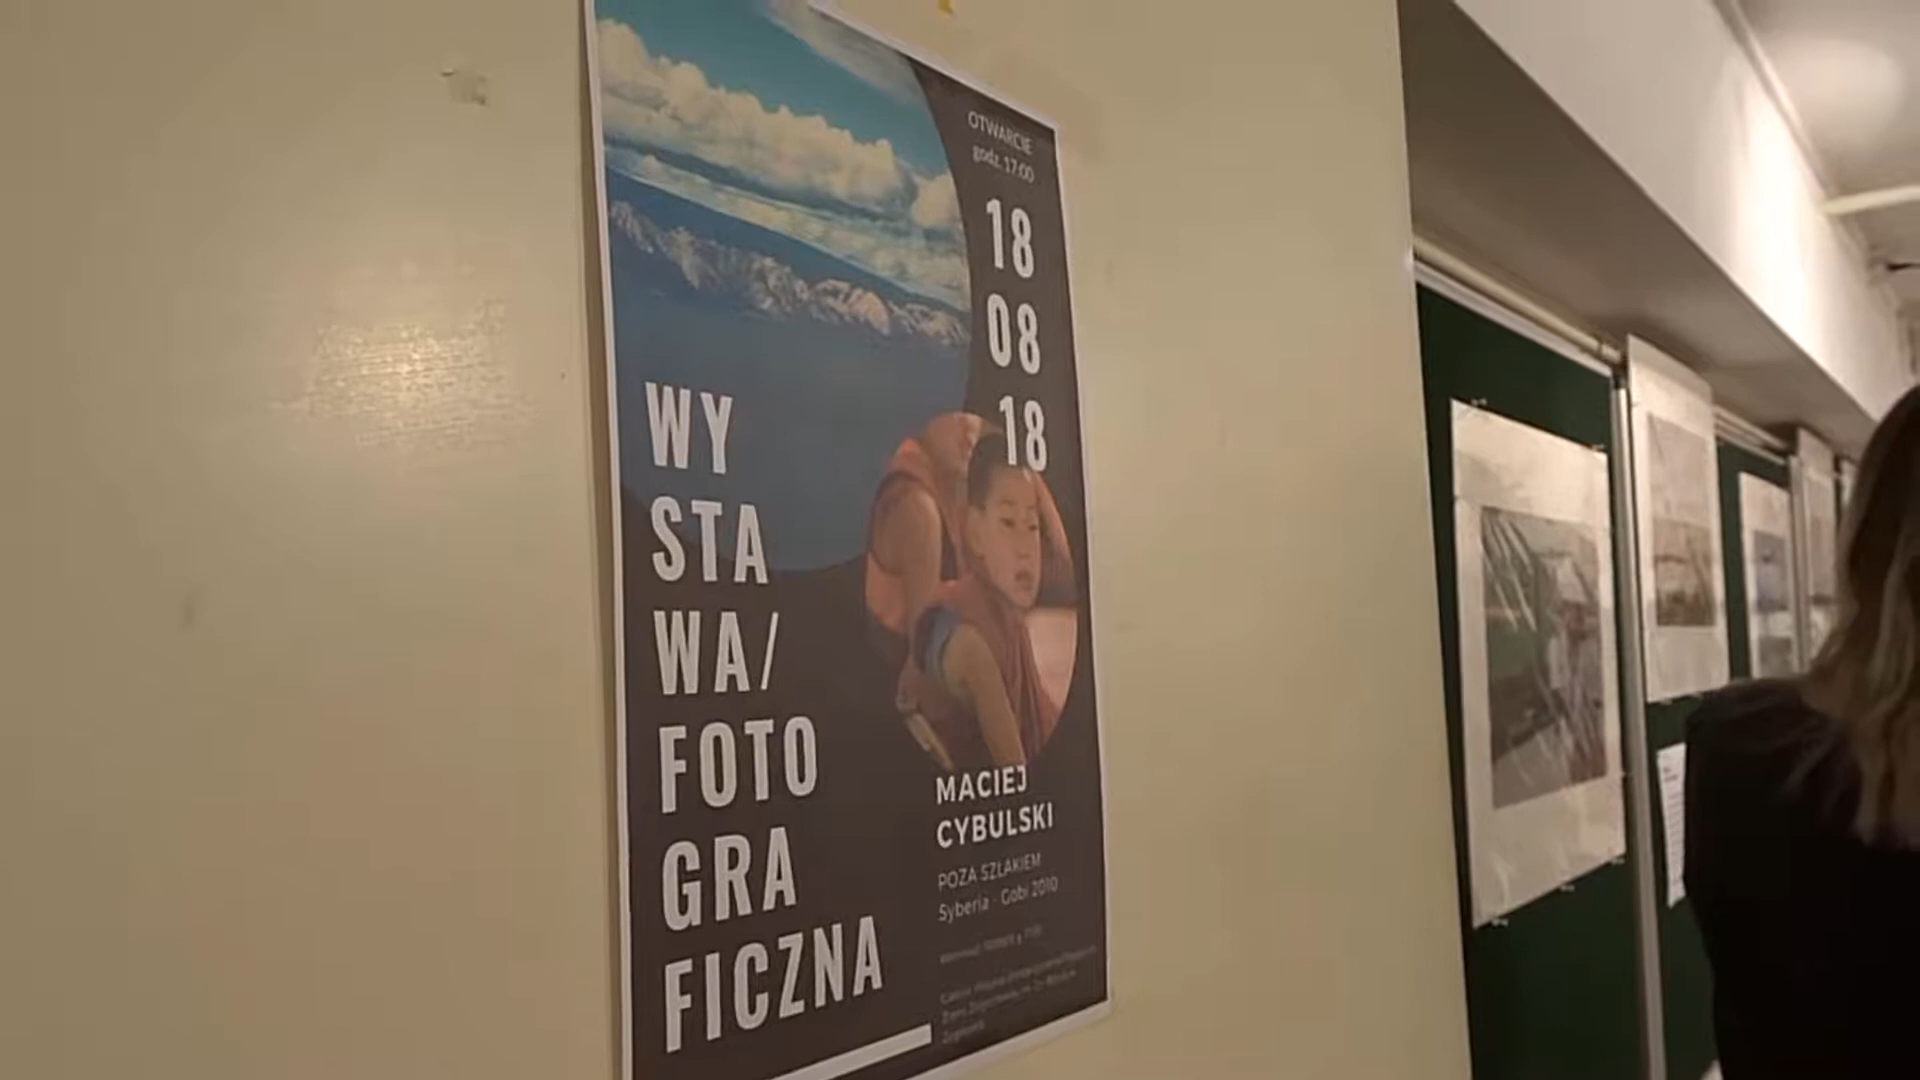 OTWARCIE
godz. 17:00
18
08
18
WY
STA
WA/
FOTO
GRA
FICZNA
MACIEJ
CYBULSKI
POZA SZLAKIEM
Syberia - Gobi 2010